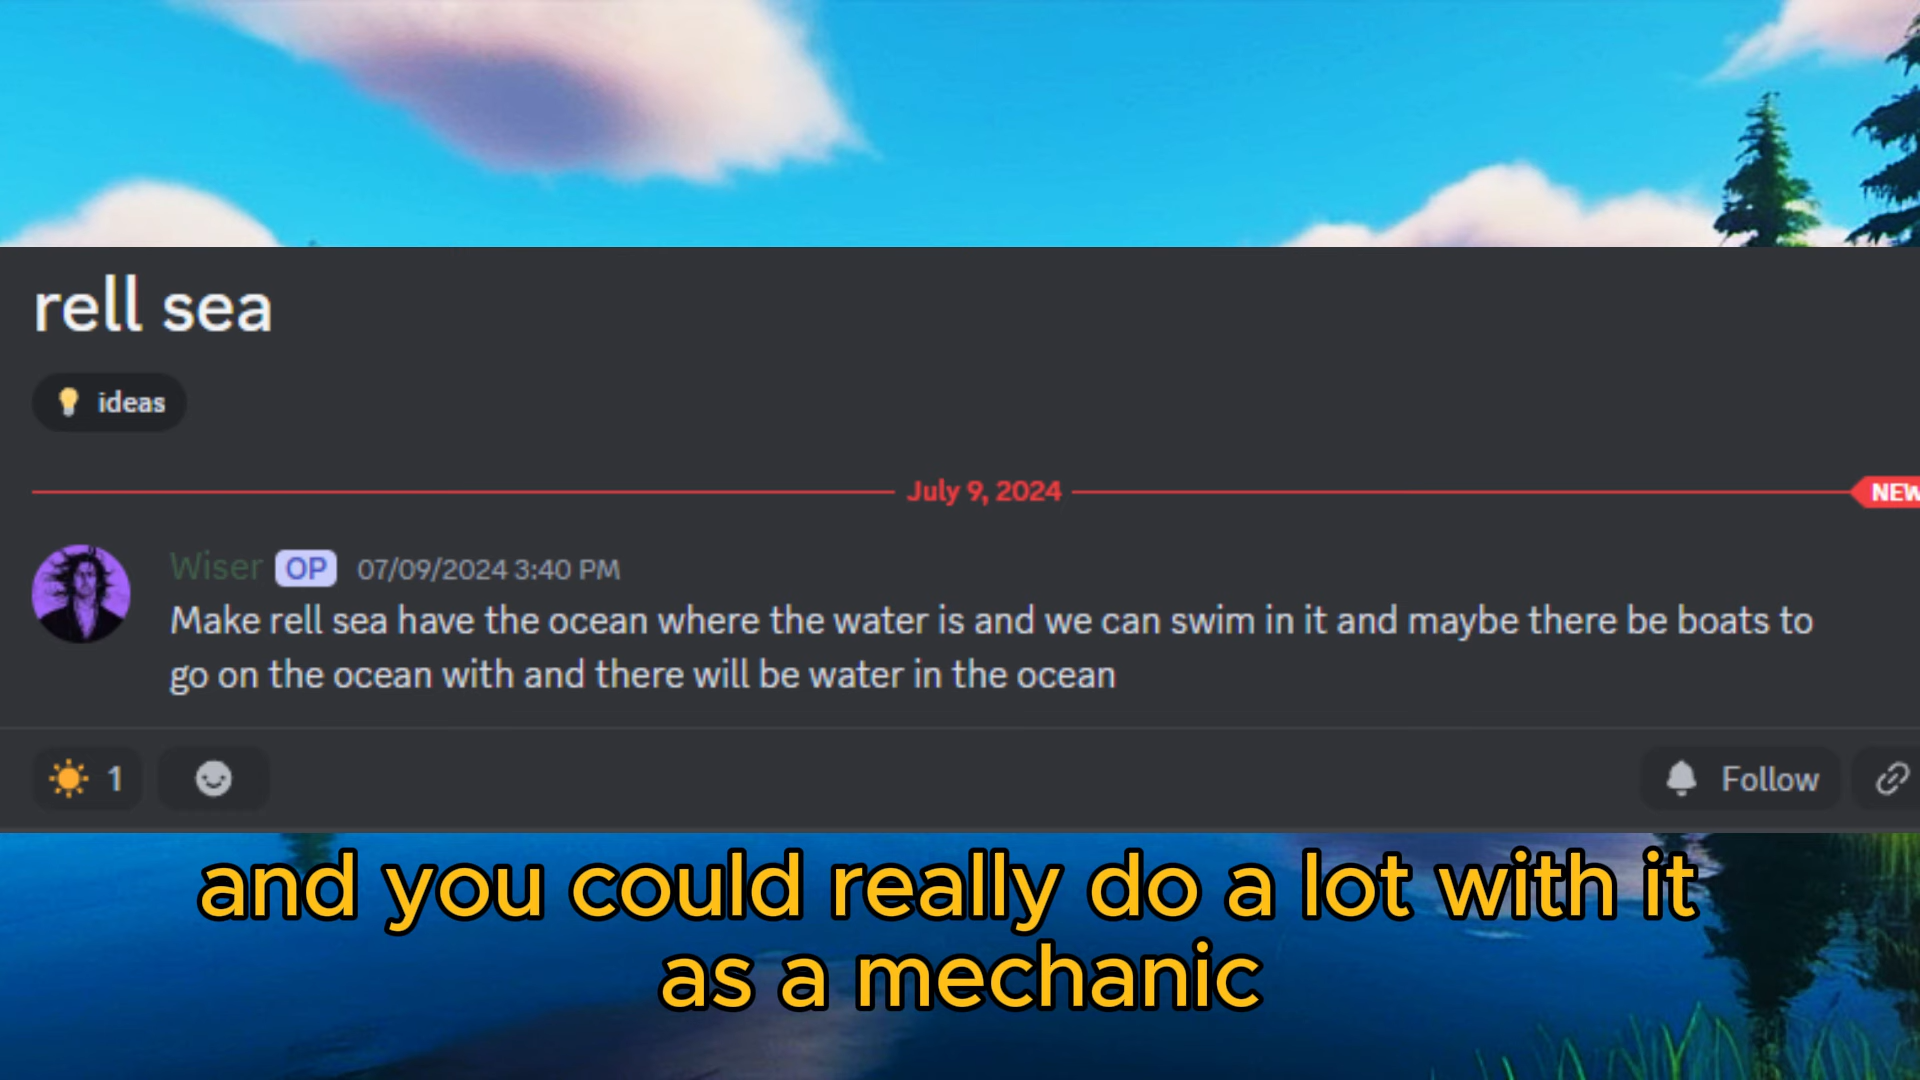 rell sea
ideas
July 9, 2024
NEW
Wiser OP 07/09/2024 3:40 PM
Make rell sea have the ocean where the water is and we can swim in it and maybe there be boats to
go on the ocean with and there will be water in the ocean
1
Follow
and you could really do a lot with it
as a mechanic